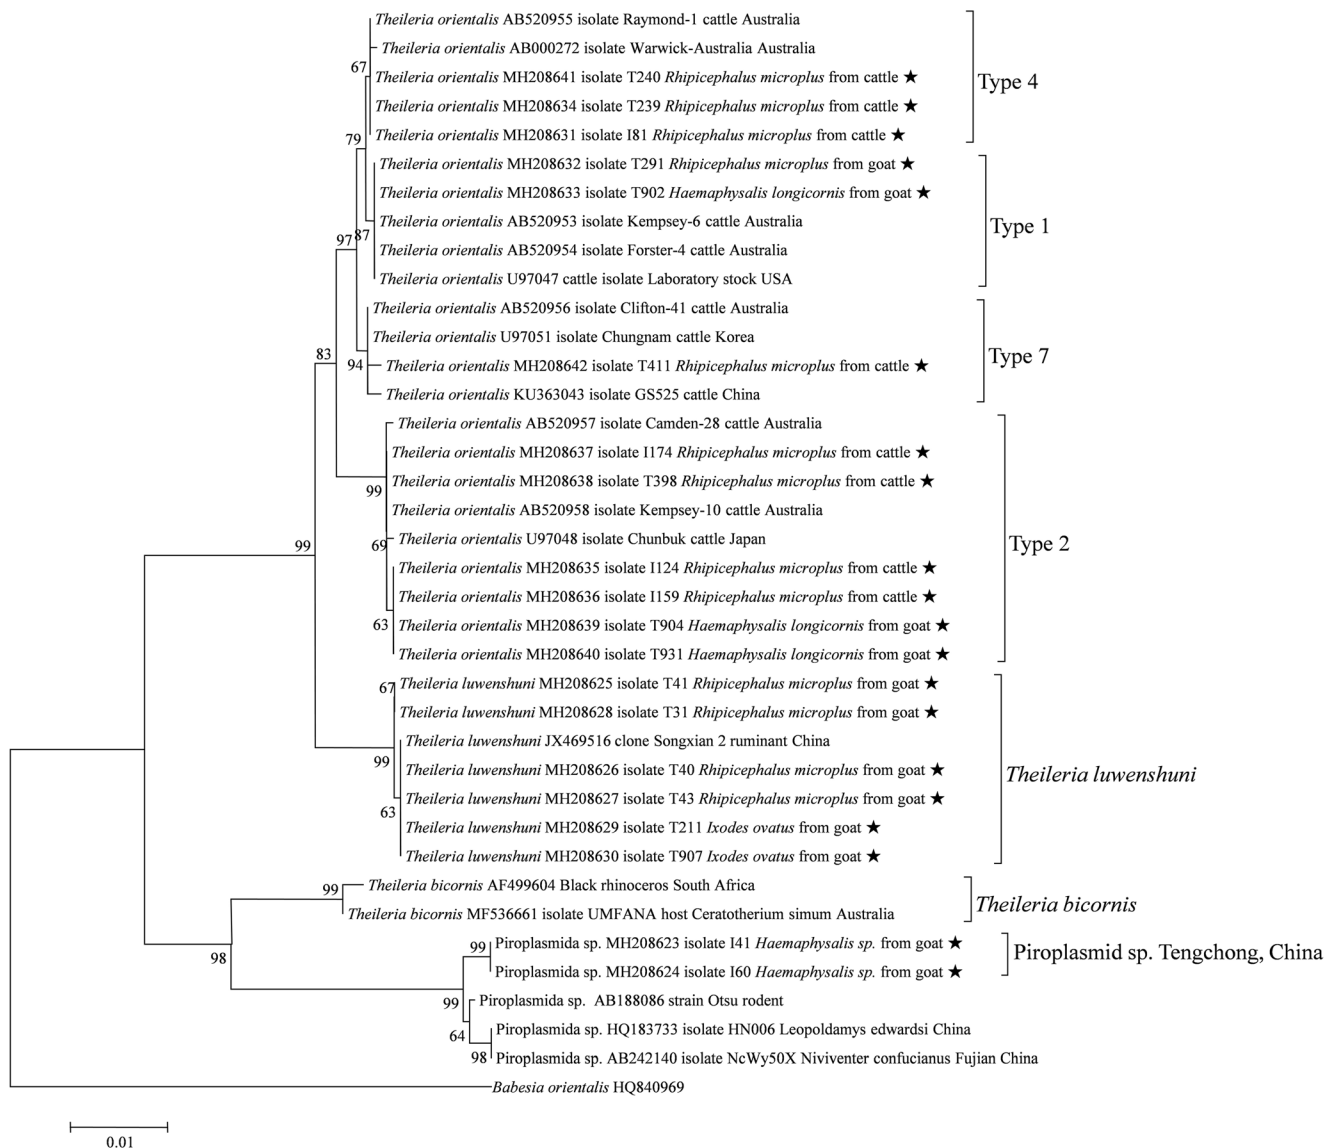 Theileria orientalis AB520955 isolate Raymond-1 cattle Australia
Theileria orientalis AB000272 isolate Warwick-Australia Australia
67
Theileria orientalis MH208641 isolate T240 Rhipicephalus microplus from cattle ★
Type 4
Theileria orientalis MH208634 isolate T239 Rhipicephalus microplus from cattle ★
Theileria orientalis MH208631 isolate I81 Rhipicephalus microplus from cattle ★
79
Theileria orientalis MH208632 isolate T291 Rhipicephalus microplus from goat ★
Theileria orientalis MH208633 isolate T902 Haemaphysalis longicornis from goat ★
Theileria orientalis AB520953 isolate Kempsey-6 cattle Australia
Type 1
97
87
Theileria orientalis AB520954 isolate Forster-4 cattle Australia
Theileria orientalis U97047 cattle isolate Laboratory stock USA
Theileria orientalis AB520956 isolate Clifton-41 cattle Australia
Theileria orientalis U97051 isolate Chungnam cattle Korea
Type 7
83
94
Theileria orientalis MH208642 isolate T411 Rhipicephalus microplus from cattle ★
Theileria orientalis KU363043 isolate GS525 cattle China
Theileria orientalis AB520957 isolate Camden-28 cattle Australia
Theileria orientalis MH208637 isolate I174 Rhipicephalus microplus from cattle ★
Theileria orientalis MH208638 isolate T398 Rhipicephalus microplus from cattle ★
99
Theileria orientalis AB520958 isolate Kempsey-10 cattle Australia
Theileria orientalis U97048 isolate Chunbuk cattle Japan
Type 2
99
69
Theileria orientalis MH208635 isolate I124 Rhipicephalus microplus from cattle ★
Theileria orientalis MH208636 isolate I159 Rhipicephalus microplus from cattle ★
63
Theileria orientalis MH208639 isolate T904 Haemaphysalis longicornis from goat ★
Theileria orientalis MH208640 isolate T931 Haemaphysalis longicornis from goat ★
67
Theileria luwenshuni MH208625 isolate T41 Rhipicephalus microplus from goat ★
Theileria luwenshuni MH208628 isolate T31 Rhipicephalus microplus from goat ★
Theileria luwenshuni JX469516 clone Songxian 2 ruminant China
99
Theileria luwenshuni MH208626 isolate T40 Rhipicephalus microplus from goat ★
Theileria luwenshuni
Theileria luwenshuni MH208627 isolate T43 Rhipicephalus microplus from goat ★
63
Theileria luwenshuni MH208629 isolate T211 Ixodes ovatus from goat ★
Theileria luwenshuni MH208630 isolate T907 Ixodes ovatus from goat ★
99
Theileria bicornis AF499604 Black rhinoceros South Africa
Theileria bicornis
Theileria bicornis MF536661 isolate UMFANA host Ceratotherium simum Australia
98
99
Piroplasmida sp. MH208623 isolate I41 Haemaphysalis sp. from goat ★
Piroplasmid sp. Tengchong, China
Piroplasmida sp. MH208624 isolate I60 Haemaphysalis sp. from goat ★
99
Piroplasmida sp. AB188086 strain Otsu rodent
64
Piroplasmida sp. HQ183733 isolate HN006 Leopoldamys edwardsi China
98
Piroplasmida sp. AB242140 isolate NcWy50X Niviventer confucianus Fujian China
Babesia orientalis HQ840969
0.01